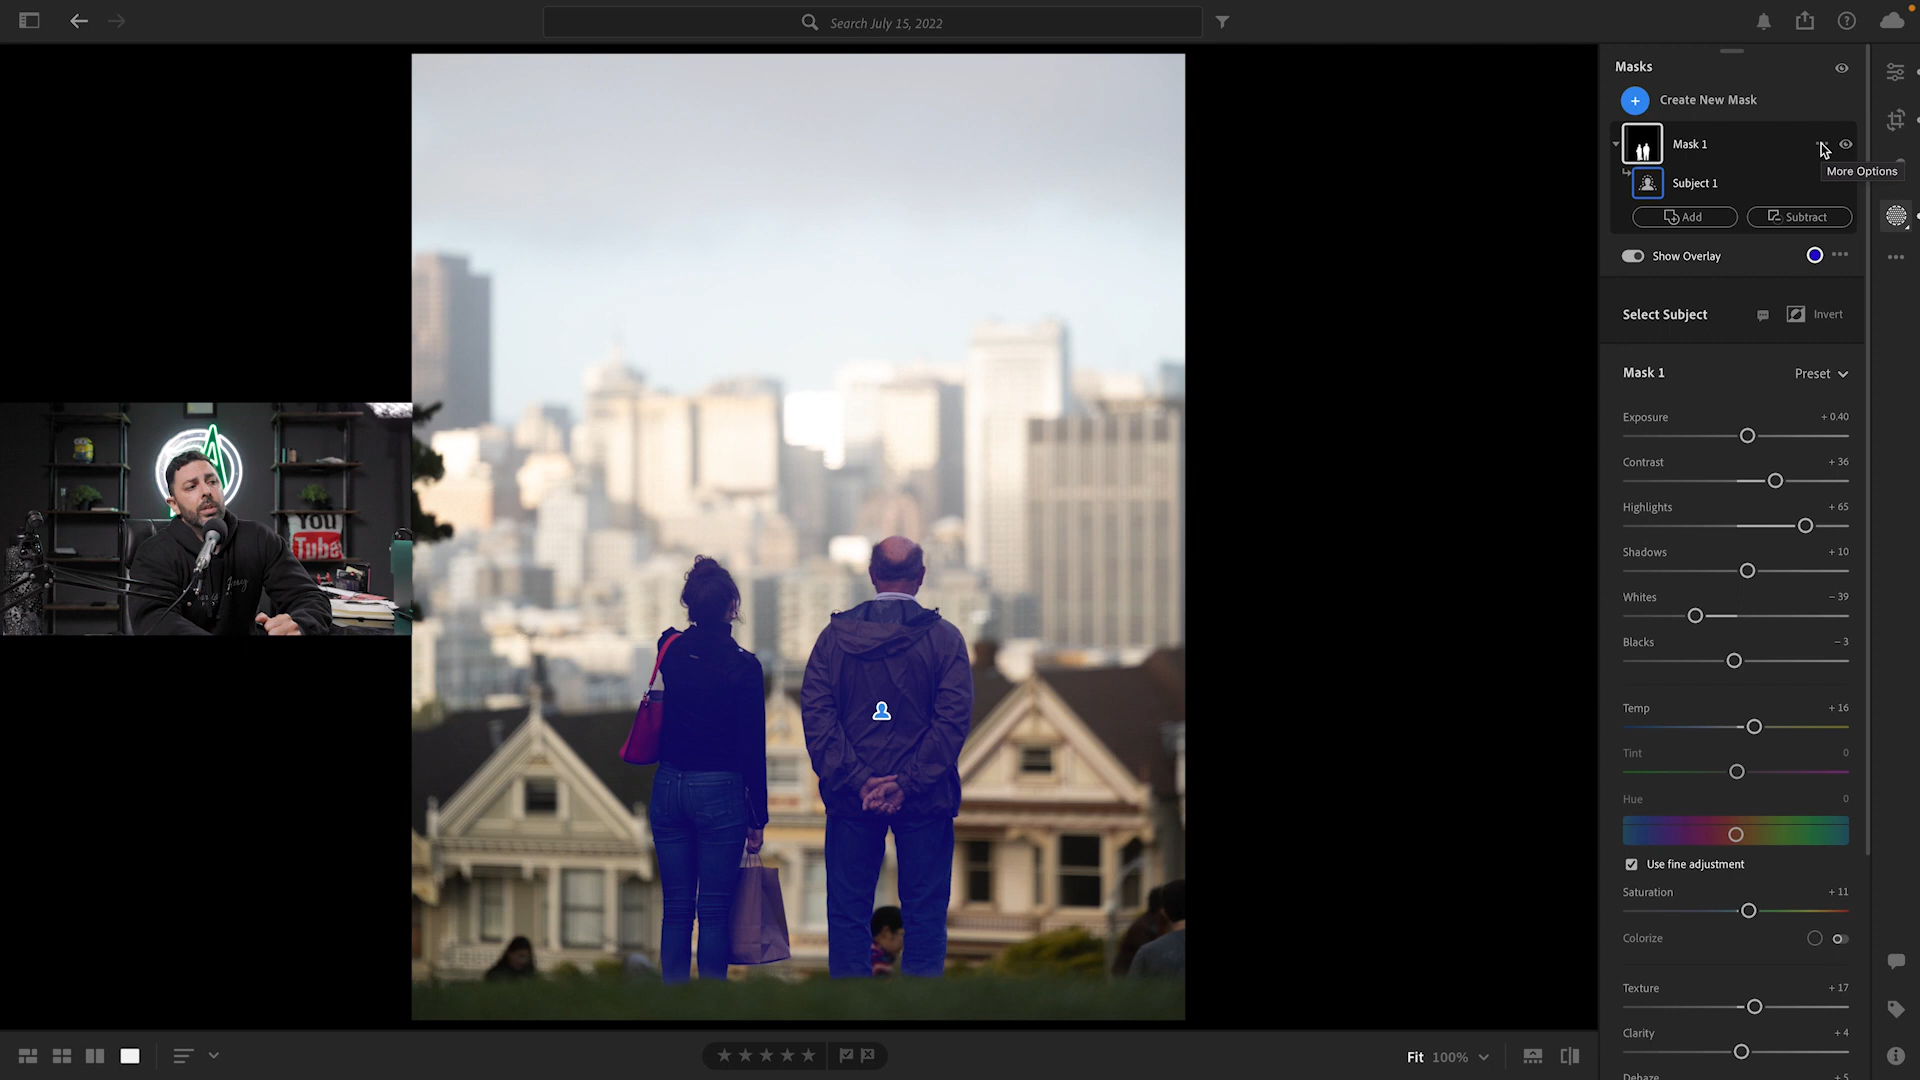 Search July 15, 2022
Masks
Create New Mask
Mask 1
More Options
Subject 1
Add
Subtract
Show Overlay
Select Subject
Invert
Mask 1
Preset
Exposure
+ 0.40
Contrast
+ 36
Highlights
+ 65
Shadows
+ 10
Whites
– 39
Blacks
– 3
Temp
+ 16
Tint
0
Hue
0
Use fine adjustment
Saturation
+ 11
Colorize
Texture
+ 17
Clarity
+ 4
Dehaze
+ 5
YOU
Tube
Fit 100%